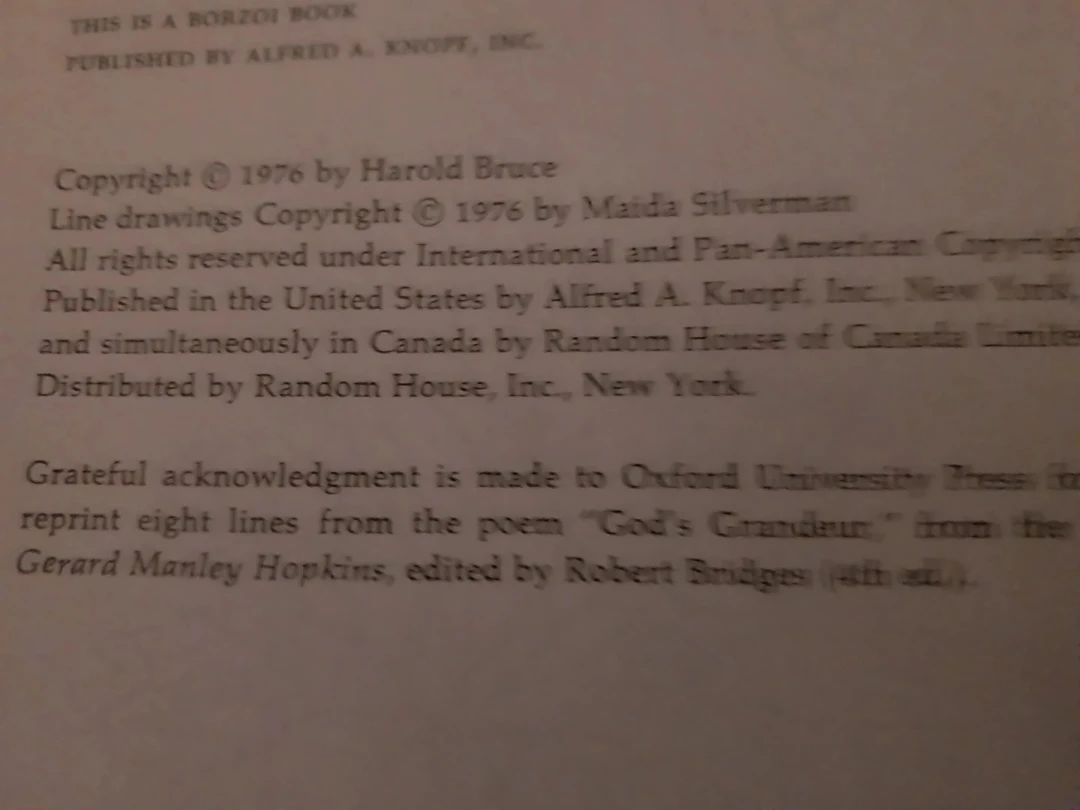 THIS IS A BORZOI BOOK
PUBLISHED BY ALFRED A. KNOPF, INC.
Copyright © 1976 by Harold Bruce
Line drawings Copyright © 1976 by Maida Silverman
All rights reserved under International and Pan-American
Published in the United States by Alfred A. Knopf, Inc., New York,
and simultaneously in Canada by Random House of Canada
Distributed by Random House, Inc., New York.
Grateful acknowledgment is made to Oxford University Press
reprint eight lines from the poem "God's Grandeur," from the
Gerard Manley Hopkins, edited by Robert Bridges